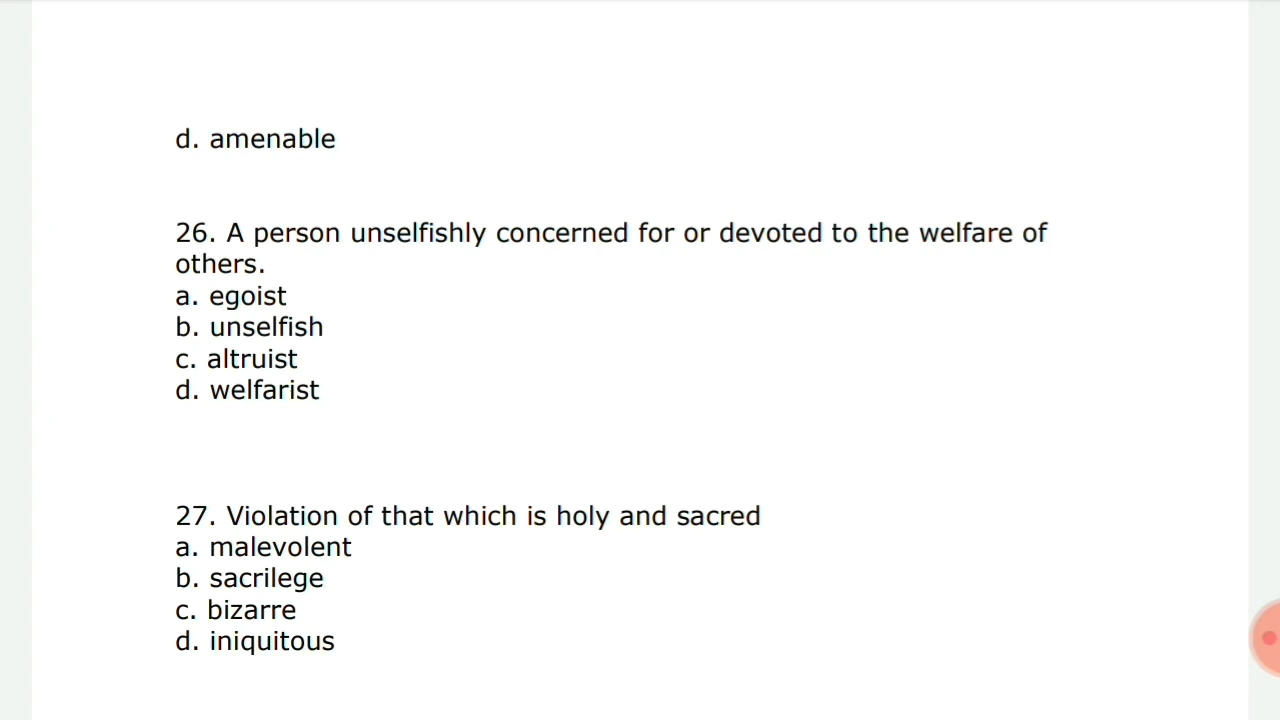 d. amenable
26. A person unselfishly concerned for or devoted to the welfare of
others.
a. egoist
b. unselfish
c. altruist
d. welfarist
27. Violation of that which is holy and sacred
a. malevolent
b. sacrilege
c. bizarre
d. iniquitous